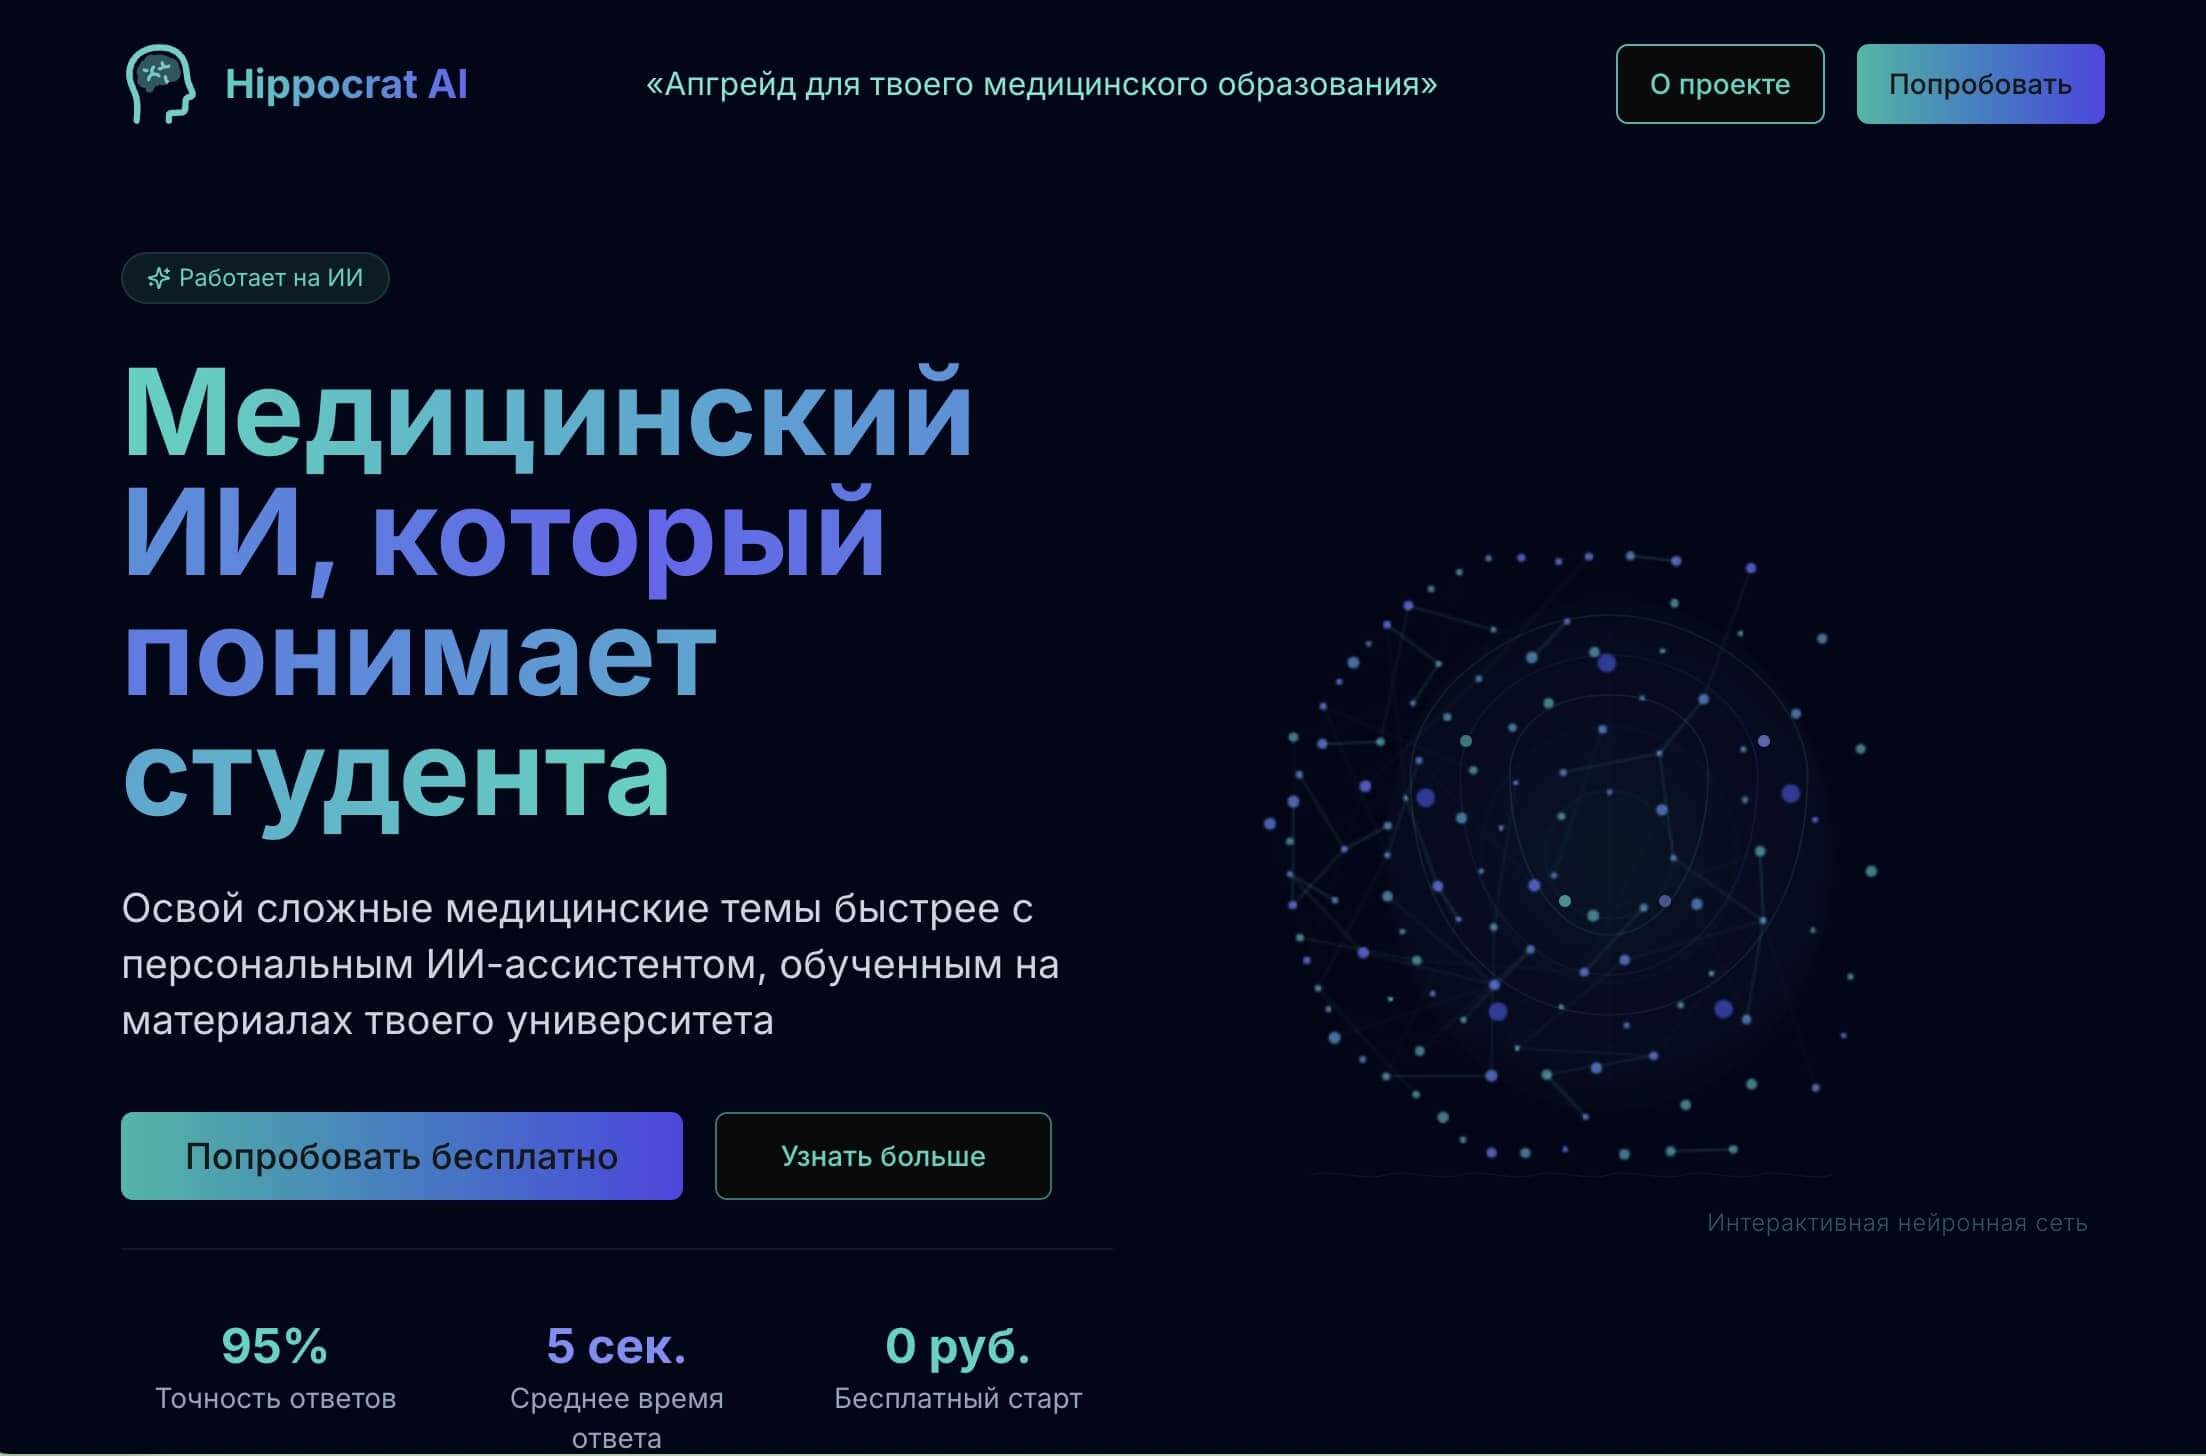 Hippocrat AI
«Апгрейд для твоего медицинского образования»
О проекте
Попробовать
Работает на ИИ
Медицинский
ИИ, который
понимает
студента
Освой сложные медицинские темы быстрее с
персональным ИИ-ассистентом, обученным на
материалах твоего университета
Попробовать бесплатно
Узнать больше
Интерактивная нейронная сеть
95%
Точность ответов
5 сек.
Среднее время
ответа
0 руб.
Бесплатный старт